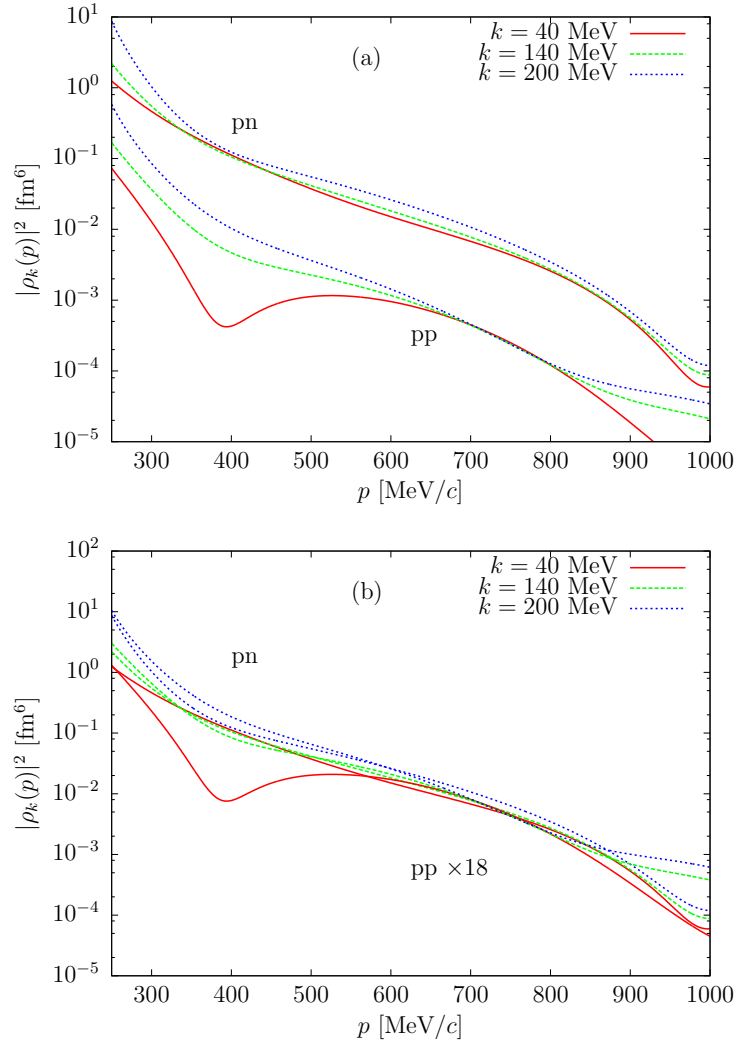 10^1
10^0
10^-1
10^-2
10^-3
10^-4
10^-5
|ρ_k(p)|^2 [fm^6]
(a)
k = 40 MeV
k = 140 MeV
k = 200 MeV
pn
pp
300 400 500 600 700 800 900 1000
p [MeV/c]
10^2
10^1
10^0
10^-1
10^-2
10^-3
10^-4
10^-5
|ρ_k(p)|^2 [fm^6]
(b)
k = 40 MeV
k = 140 MeV
k = 200 MeV
pn
pp ×18
300 400 500 600 700 800 900 1000
p [MeV/c]